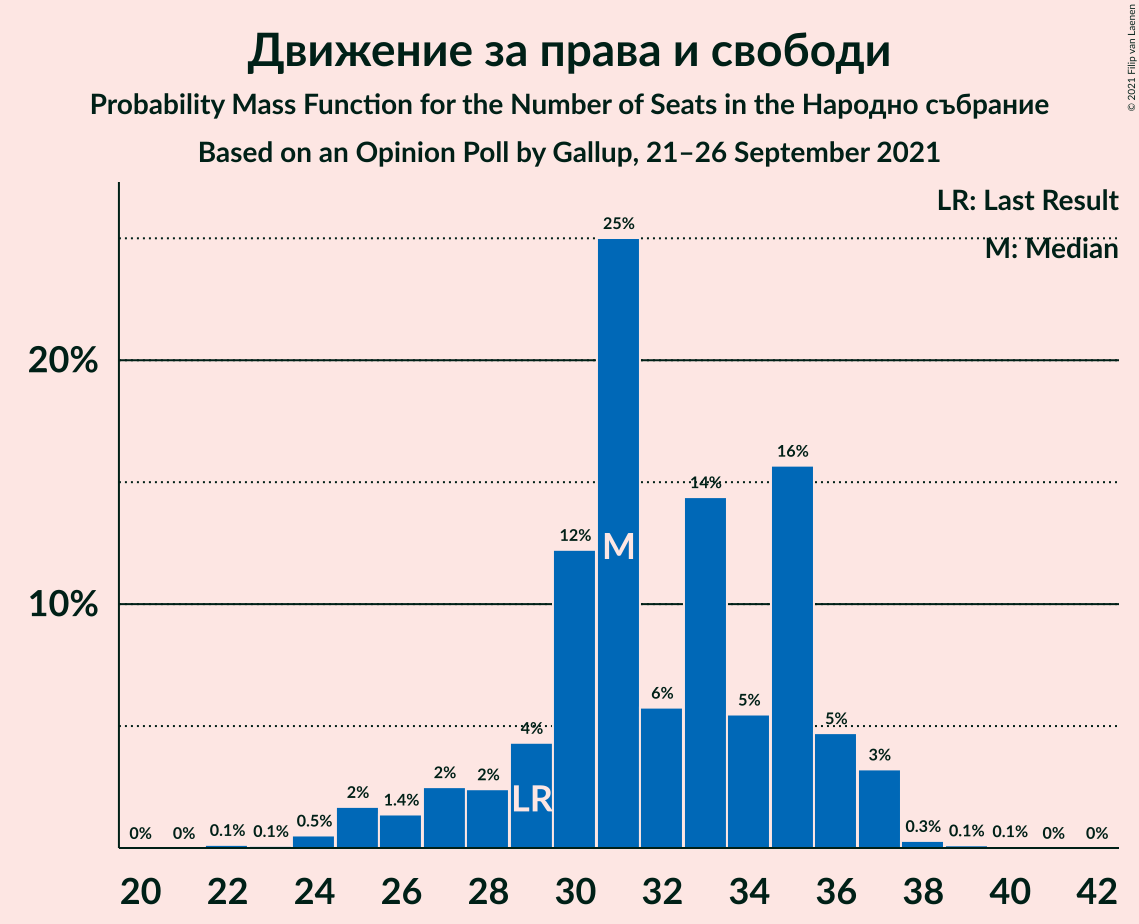 Движение за права и свободи
Probability Mass Function for the Number of Seats in the Народно събрание
Based on an Opinion Poll by Gallup, 21–26 September 2021
© 2021 Filip van Laenen
LR: Last Result
M: Median
20%
10%
0%
0%
0.1%
0.1%
0.5%
2%
1.4%
2%
2%
4%
12%
25%
6%
14%
5%
16%
5%
3%
0.3%
0.1%
0.1%
0%
0%
LR
M
20 22 24 26 28 30 32 34 36 38 40 42